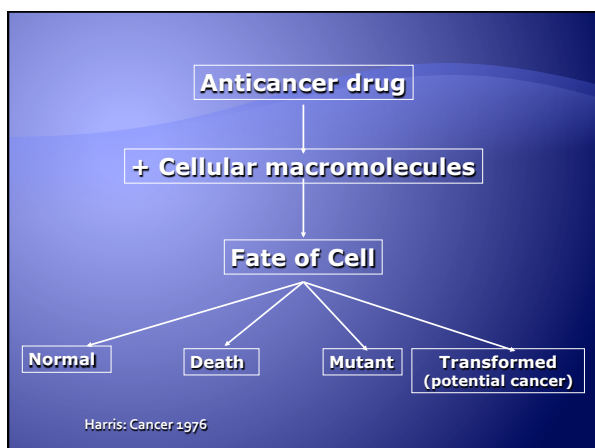 Anticancer drug
+ Cellular macromolecules
Fate of Cell
Normal
Death
Mutant
Transformed
(potential cancer)
Harris: Cancer 1976